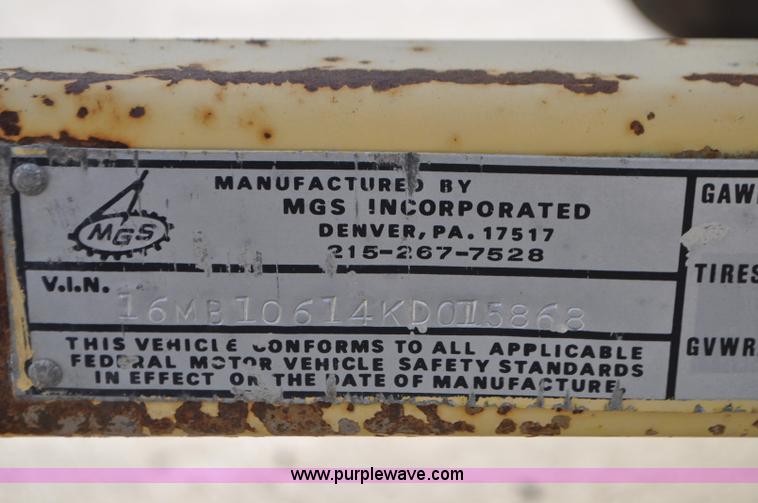 MANUFACTURED BY
MGS INCORPORATED
DENVER, PA. 17517
215-267-7528
MGS
V.I.N.
16MB10614KD015868
THIS VEHICLE CONFORMS TO ALL APPLICABLE
FEDERAL MOTOR VEHICLE SAFETY STANDARDS
IN EFFECT ON THE DATE OF MANUFACTURE
GAW
TIRES
GVWR
www.purplewave.com